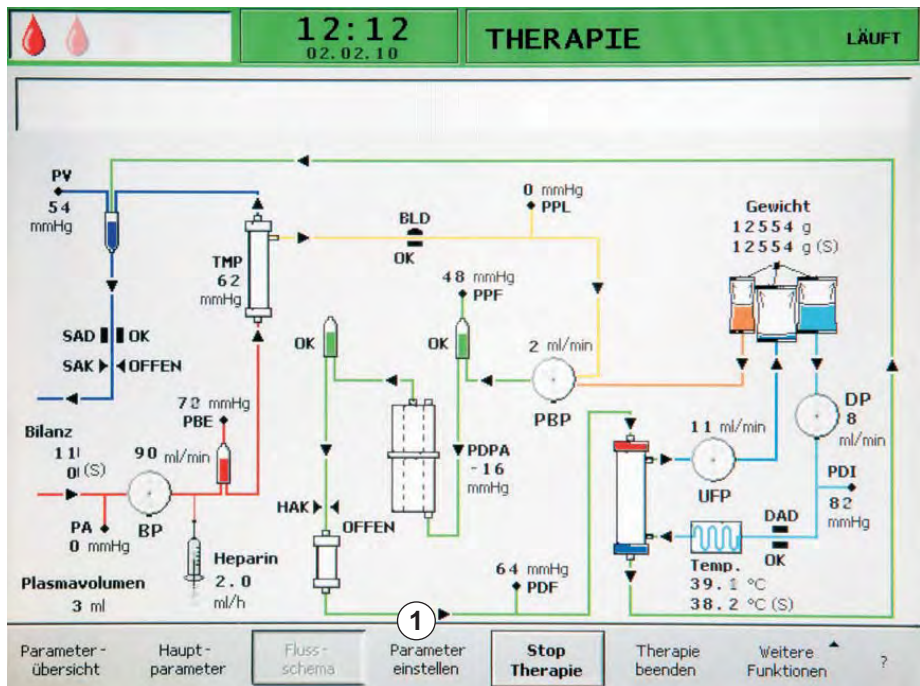 12:12
02.02.10
THERAPIE
LÄUFT
PV
54
mmHg
TMP
62
mmHg
BLD
OK
0 mmHg
PPL
Gewicht
12554 g
12554 g (S)
48 mmHg
PPF
SAD OK
SAK OFFEN
OK
OK
2 ml/min
PBP
DP
8
ml/min
72 mmHg
PBE
Bilanz
11
0 (S)
90 ml/min
PDPA
-16
mmHg
11 ml/min
UFP
PDI
82
mmHg
HAK
OFFEN
PA
0 mmHg
BP
DAD
OK
Heparin
2.0
ml/h
64 mmHg
PDF
Temp.
39.1 °C
38.2 °C (S)
Plasmavolumen
3 ml
1
Parameter-
übersicht
Haupt-
parameter
Fluss-
schema
Parameter
einstellen
Stop
Therapie
Therapie
beenden
Weitere
Funktionen
?